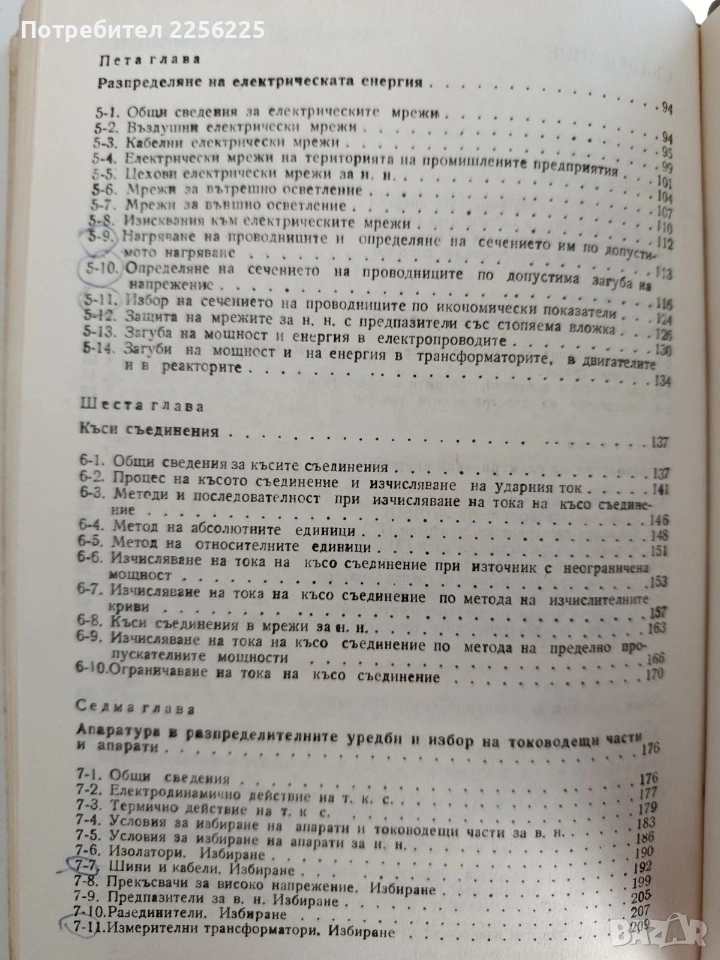 Потребител 2256225
Пета глава
Разпределяне на електрическата енергия . . . . . . . . . . . . 94
5-1. Общи сведения за електрическите мрежи . . . . . . . . . . 94
5-2. Въздушни електрически мрежи . . . . . . . . . . . . 95
5-3. Кабелни електрически мрежи . . . . . . . . . . . . 99
5-4. Електрически мрежи на територията на промишлените предприятия 101
5-5. Цехови електрически мрежи за н. н. . . . . . . . . . . 104
5-6. Мрежи за вътрешно осветление . . . . . . . . . . . 107
5-7. Мрежи за външно осветление . . . . . . . . . . . 110
5-8. Изисквания към електрическите мрежи . . . . . . . . . . 112
5-9. Нагряване на проводниците и определяне на сечението им по допусти-
мото нагряване . . . . . . . . . . . . . . . 113
5-10. Определяне на сечението на проводниците по допустима загуба на
напрежение . . . . . . . . . . . . . . . . 116
5-11. Избор на сечението на проводниците по икономически показатели . 124
5-12. Защита на мрежите за н. н. с предпазители със стопяема вложка . . 126
5-13. Загуба на мощност и енергия в електропроводите . . . . . . 130
5-14. Загуби на мощност и на енергия в трансформаторите, в двигателите
и в реакторите . . . . . . . . . . . . . . . 134
Шеста глава
Къси съединения . . . . . . . . . . . . . . . . 137
6-1. Общи сведения за късите съединения . . . . . . . . . . 137
6-2. Процес на късото съединение и изчисляване на ударния ток . . . . 141
6-3. Методи и последователност при изчисляване на тока на късо съедине-
ние . . . . . . . . . . . . . . . . . . 146
6-4. Метод на абсолютните единици . . . . . . . . . . . . 148
6-5. Метод на относителните единици . . . . . . . . . . . 151
6-6. Изчисляване на тока на късо съединение при източник с неограничена
мощност . . . . . . . . . . . . . . . . . 153
6-7. Изчисляване на тока на късо съединение по метода на изчислителните
криви . . . . . . . . . . . . . . . . . . 157
6-8. Къси съединения в мрежи за н. н. . . . . . . . . . . . 163
6-9. Изчисляване на тока на късо съединение по метода на пределно про-
пускателните мощности . . . . . . . . . . . . . 166
6-10. Ограничаване на тока на късо съединение . . . . . . . . 170
Седма глава
Апаратура в разпределителните уредби и избор на тоководещи части
и апарати . . . . . . . . . . . . . . . . . . 176
7-1. Общи сведения . . . . . . . . . . . . . . . 176
7-2. Електродинамично действие на т. к. с. . . . . . . . . . . 177
7-3. Термично действие на т. к с. . . . . . . . . . . . . 179
7-4. Условия за избиране на апарати и тоководещи части за в. н. . . . . 183
7-5. Условия за избиране на апарати за н. н. . . . . . . . . . 186
7-6. Изолатори. Избиране . . . . . . . . . . . . . 190
7-7. Шини и кабели. Избиране . . . . . . . . . . . . 192
7-8. Прекъсвачи за високо напрежение. Избиране . . . . . . . . 199
7-9. Предпазители за в. н. Избиране . . . . . . . . . . . 205
7-10. Разединители. Избиране . . . . . . . . . . . . 207
7-11. Измерителни трансформатори. Избиране . . . . . . . . . 209
bazar